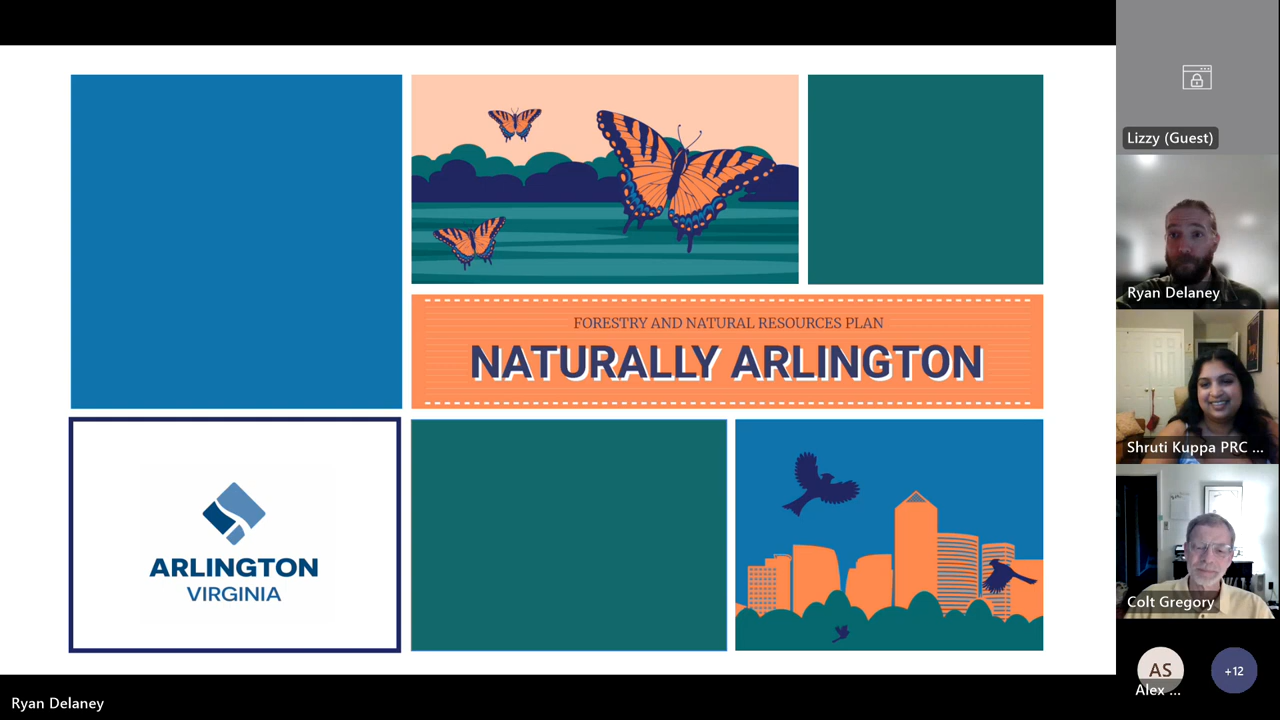 FORESTRY AND NATURAL RESOURCES PLAN
NATURALLY ARLINGTON
ARLINGTON
VIRGINIA
Ryan Delaney
Lizzy (Guest)
Ryan Delaney
Shruti Kuppa PRC ...
Colt Gregory
AS
Alex ...
+12